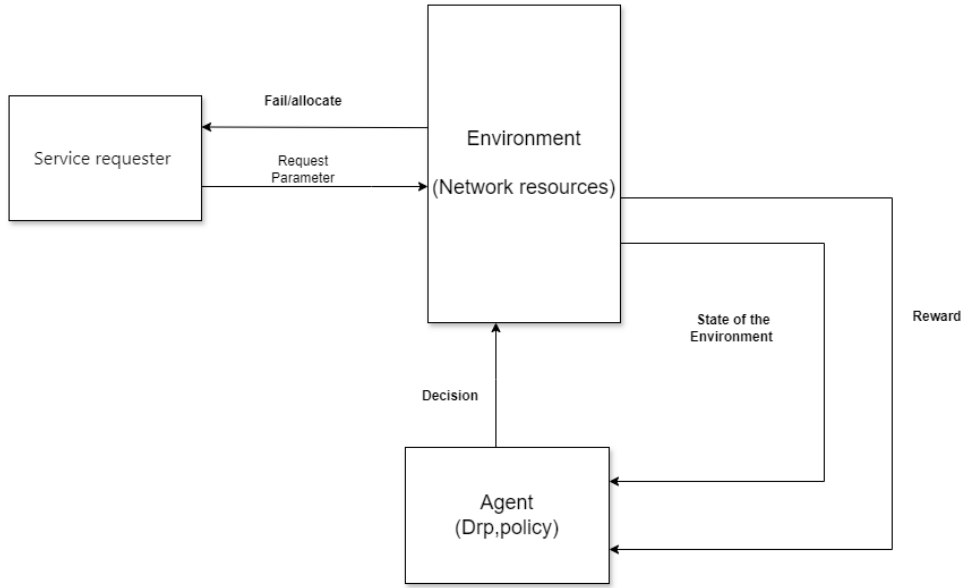 Fail/allocate
Service requester
Request
Parameter
Environment
(Network resources)
State of the
Environment
Reward
Decision
Agent
(Drp,policy)